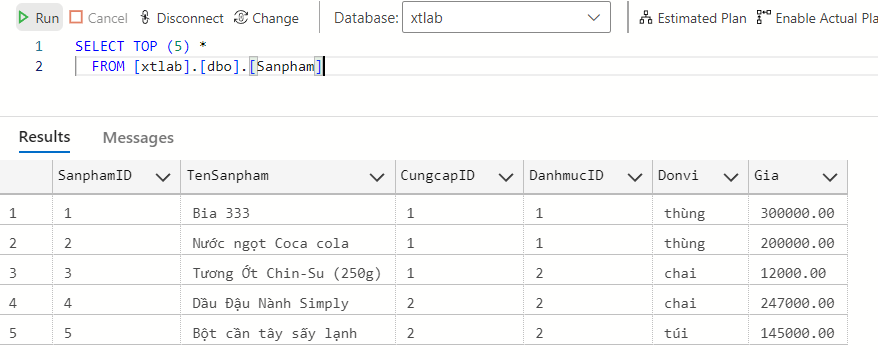 Run Cancel Disconnect Change Database: xtlab Estimated Plan Enable Actual Pla
1 SELECT TOP (5) *
2 FROM [xtlab].[dbo].[Sanpham]
Results Messages
SanphamID TenSanpham CungcapID DanhmucID Donvi Gia
1 1 Bia 333 1 1 thùng 300000.00
2 2 Nước ngọt Coca cola 1 1 thùng 200000.00
3 3 Tương Ớt Chin-Su (250g) 1 2 chai 12000.00
4 4 Dầu Đậu Nành Simply 2 2 chai 247000.00
5 5 Bột cần tây sấy lạnh 2 2 túi 145000.00